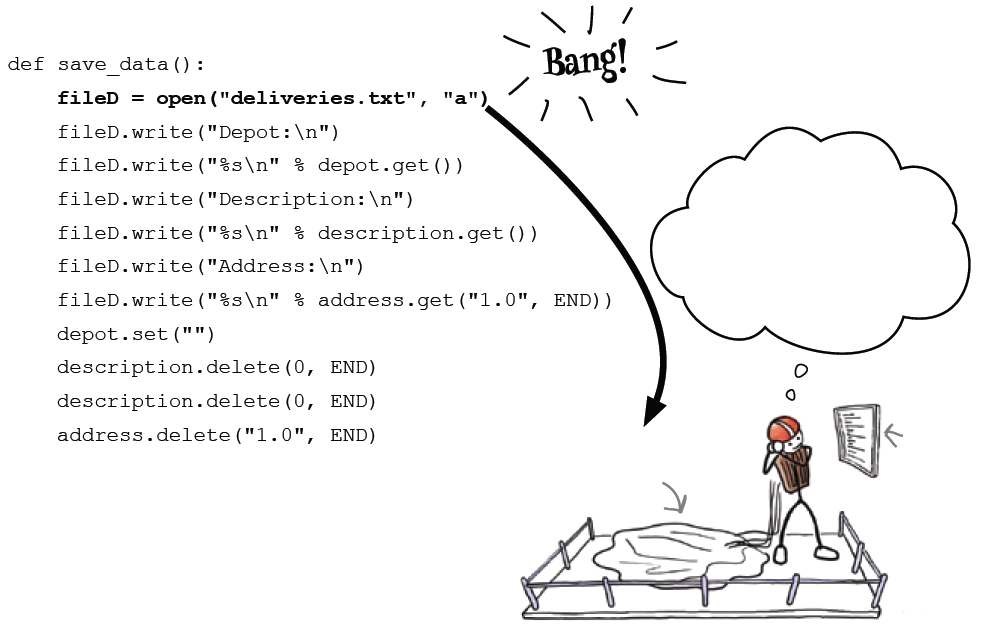 Bang!
def save_data():
    fileD = open("deliveries.txt", "a")
    fileD.write("Depot:\n")
    fileD.write("%s\n" % depot.get())
    fileD.write("Description:\n")
    fileD.write("%s\n" % description.get())
    fileD.write("Address:\n")
    fileD.write("%s\n" % address.get("1.0", END))
    depot.set("")
    description.delete(0, END)
    description.delete(0, END)
    address.delete("1.0", END)